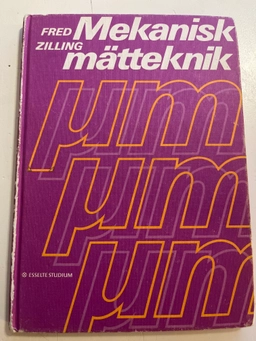 FRED
ZILLING
Mekanisk
mätteknik
µm
µm
µm
ESSELTE STUDIUM